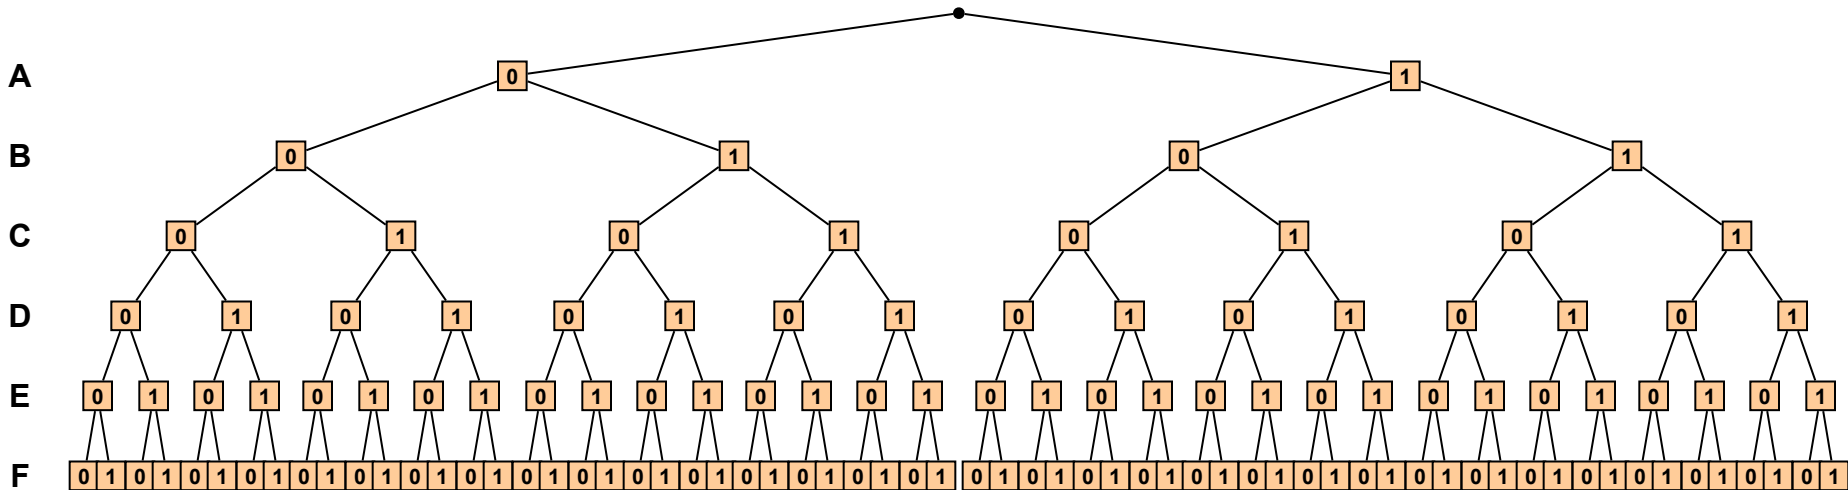 A 0 1
B 0 1 0 1
C 0 1 0 1 0 1 0 1
D 0 1 0 1 0 1 0 1 0 1 0 1 0 1 0 1
E 0 1 0 1 0 1 0 1 0 1 0 1 0 1 0 1 0 1 0 1 0 1 0 1 0 1 0 1 0 1 0 1
F 0 1 0 1 0 1 0 1 0 1 0 1 0 1 0 1 0 1 0 1 0 1 0 1 0 1 0 1 0 1 0 1 0 1 0 1 0 1 0 1 0 1 0 1 0 1 0 1 0 1 0 1 0 1 0 1 0 1 0 1 0 1 0 1